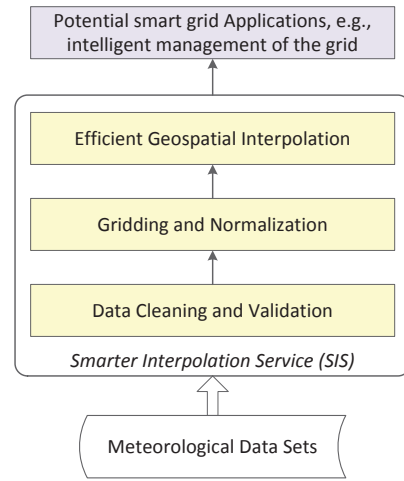 Potential smart grid Applications, e.g.,
intelligent management of the grid
Efficient Geospatial Interpolation
Gridding and Normalization
Data Cleaning and Validation
Smarter Interpolation Service (SIS)
Meteorological Data Sets